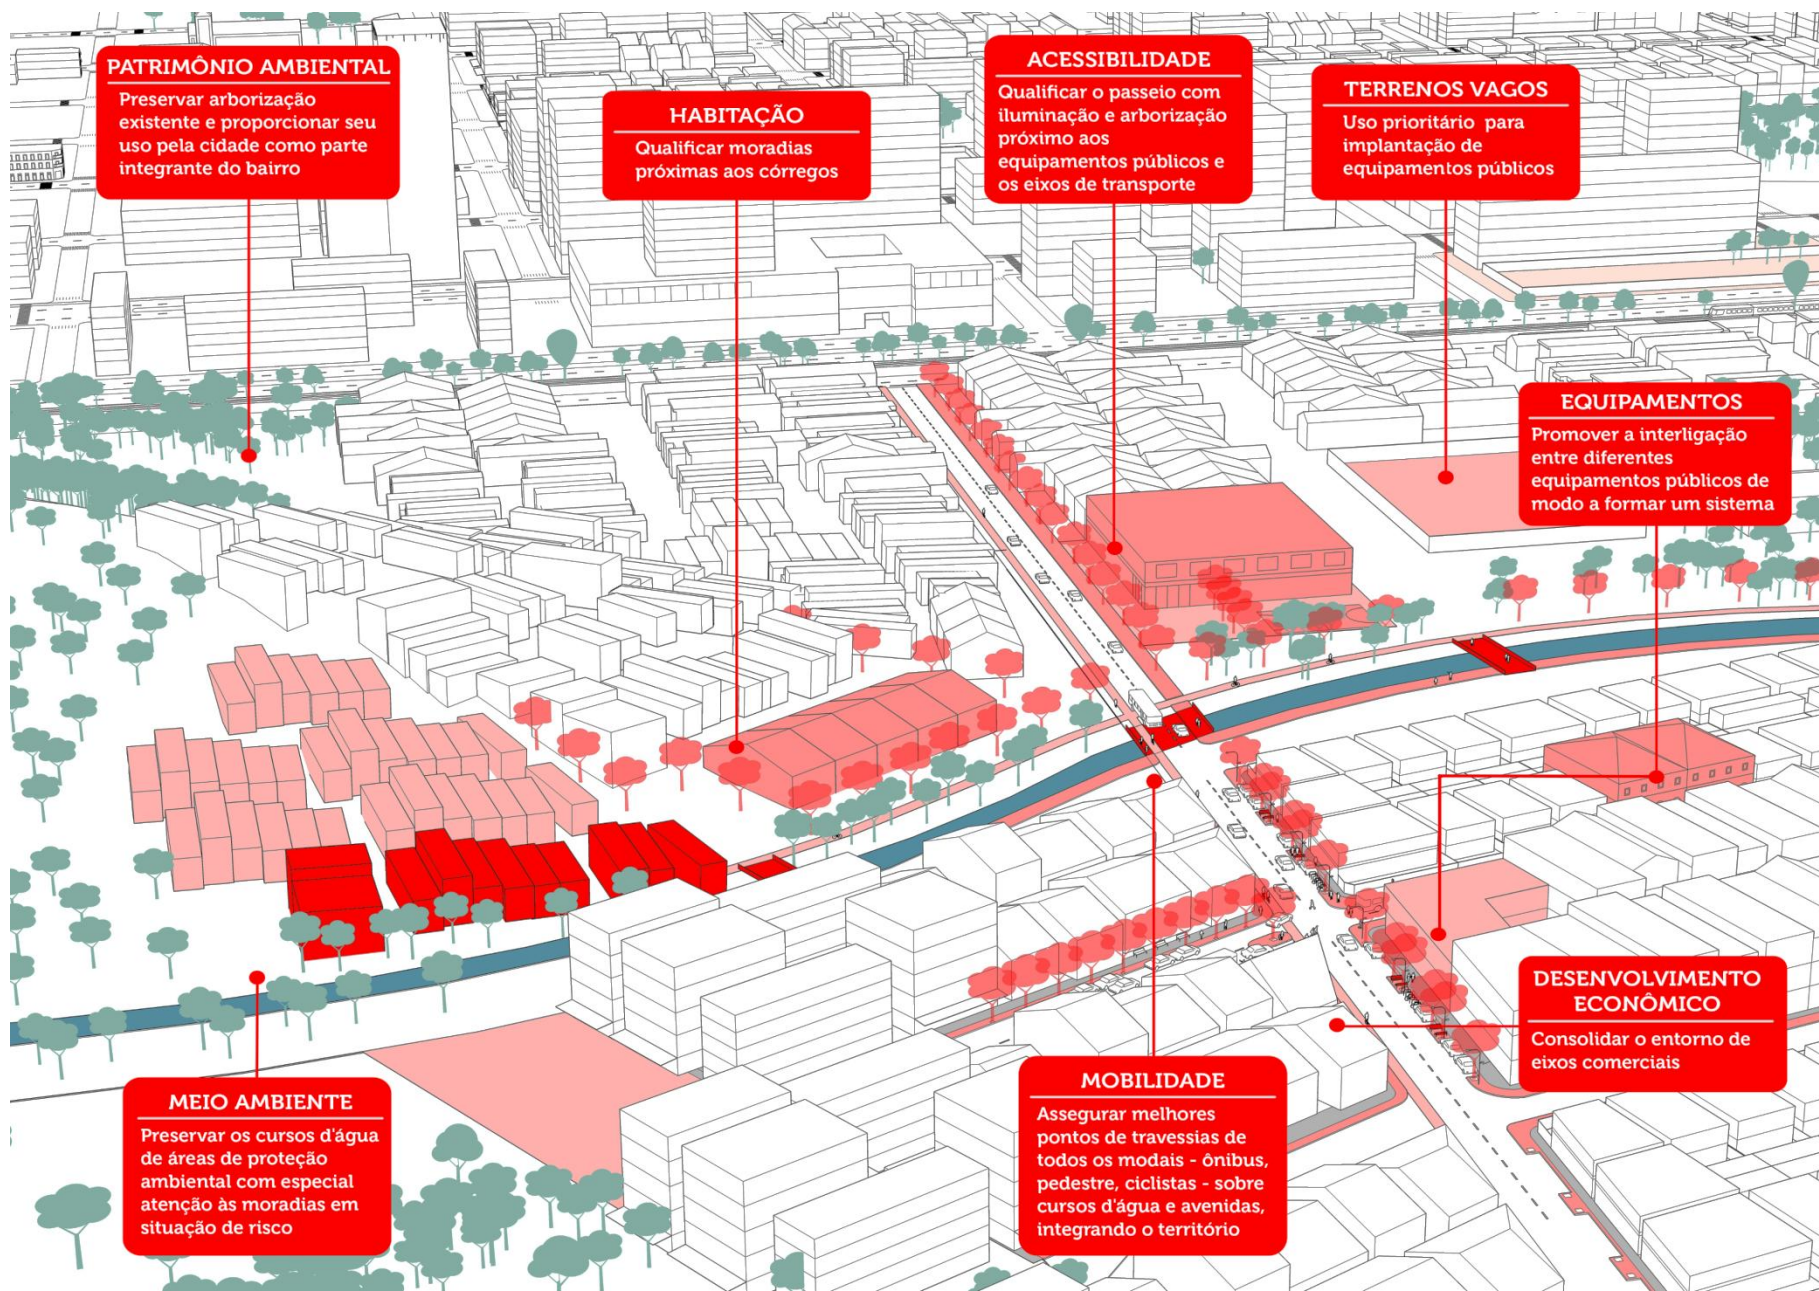 PATRIMÔNIO AMBIENTAL
Preservar arborização
existente e proporcionar seu
uso pela cidade como parte
integrante do bairro
HABITAÇÃO
Qualificar moradias
próximas aos córregos
ACESSIBILIDADE
Qualificar o passeio com
iluminação e arborização
próximo aos
equipamentos públicos e
os eixos de transporte
TERRENOS VAGOS
Uso prioritário para
implantação de
equipamentos públicos
EQUIPAMENTOS
Promover a interligação
entre diferentes
equipamentos públicos de
modo a formar um sistema
DESENVOLVIMENTO
ECONÔMICO
Consolidar o entorno de
eixos comerciais
MEIO AMBIENTE
Preservar os cursos d'água
de áreas de proteção
ambiental com especial
atenção às moradias em
situação de risco
MOBILIDADE
Assegurar melhores
pontos de travessias de
todos os modais - ônibus,
pedestre, ciclistas - sobre
cursos d'água e avenidas,
integrando o território